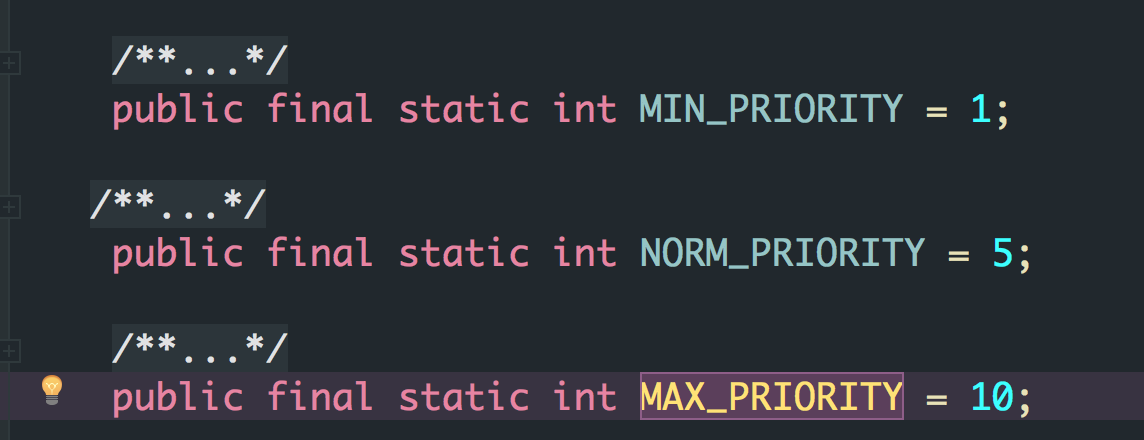 /**...*/
public final static int MIN_PRIORITY = 1;
/**...*/
public final static int NORM_PRIORITY = 5;
/**...*/
public final static int MAX_PRIORITY = 10;